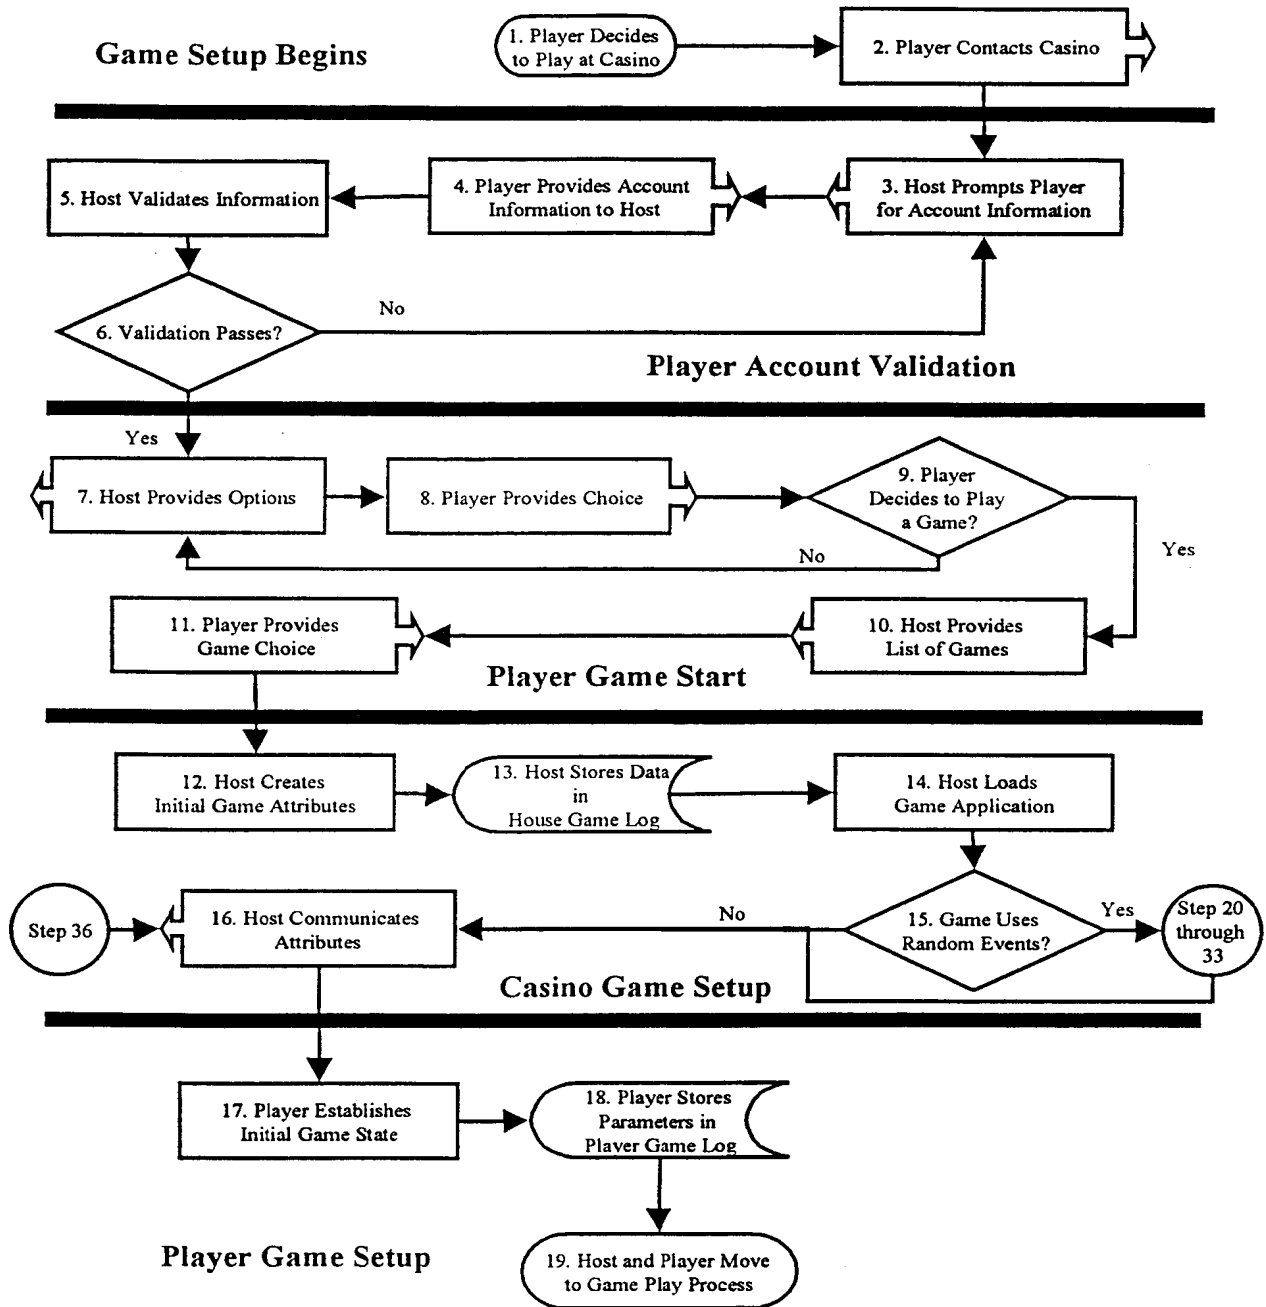 Game Setup Begins
1. Player Decides
to Play at Casino
2. Player Contacts Casino
5. Host Validates Information
4. Player Provides Account
Information to Host
3. Host Prompts Player
for Account Information
6. Validation Passes?
No
Player Account Validation
Yes
7. Host Provides Options
8. Player Provides Choice
9. Player
Decides to Play
a Game?
No
Yes
11. Player Provides
Game Choice
10. Host Provides
List of Games
Player Game Start
12. Host Creates
Initial Game Attributes
13. Host Stores Data
in
House Game Log
14. Host Loads
Game Application
Step 36
16. Host Communicates
Attributes
No
15. Game Uses
Random Events?
Yes
Step 20
through
33
Casino Game Setup
17. Player Establishes
Initial Game State
18. Player Stores
Parameters in
Player Game Log
Player Game Setup
19. Host and Player Move
to Game Play Process